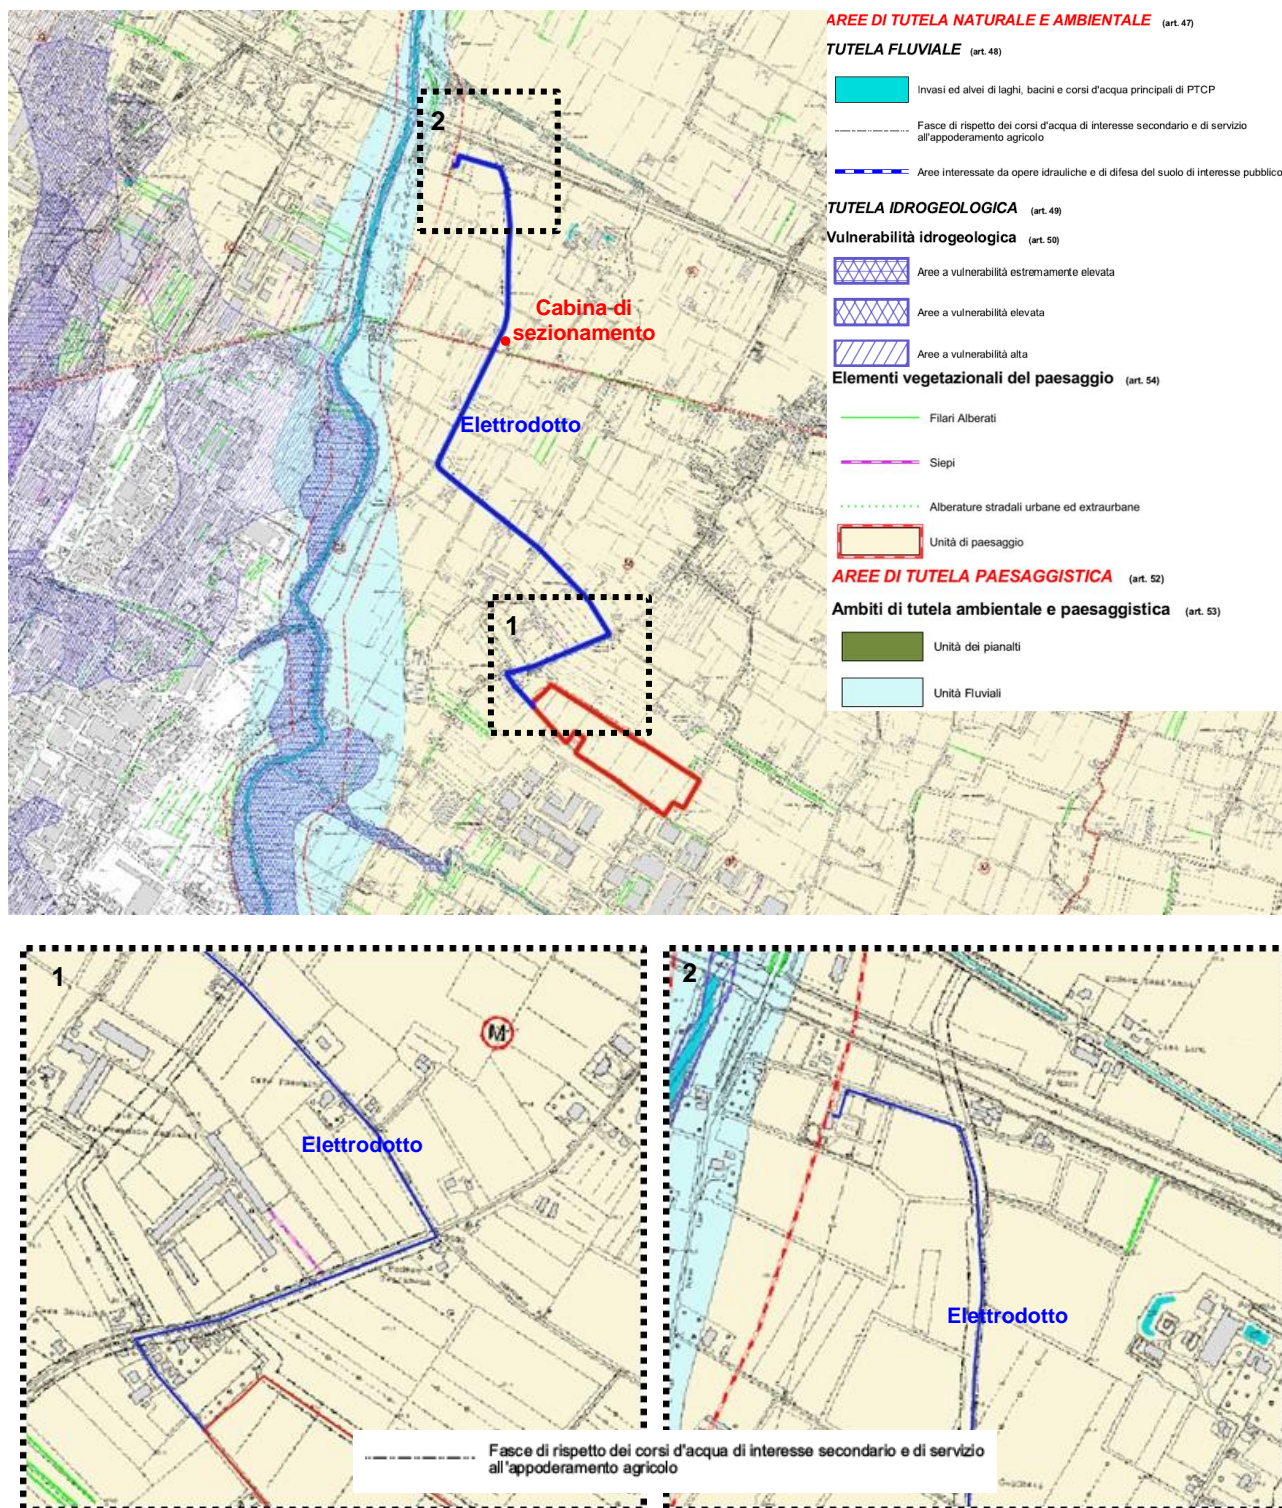 AREE DI TUTELA NATURALE E AMBIENTALE (art. 47)
TUTELA FLUVIALE (art. 48)
Invasi ed alvei di laghi, bacini e corsi d'acqua principali di PTCP
Fasce di rispetto dei corsi d'acqua di interesse secondario e di servizio
all'appoderamento agricolo
Aree interessate da opere idrauliche e di difesa del suolo di interesse pubblico
TUTELA IDROGEOLOGICA (art. 49)
Vulnerabilità idrogeologica (art. 50)
Aree a vulnerabilità estremamente elevata
Aree a vulnerabilità elevata
Aree a vulnerabilità alta
Elementi vegetazionali del paesaggio (art. 54)
Filari Alberati
Siepi
Alberature stradali urbane ed extraurbane
Unità di paesaggio
AREE DI TUTELA PAESAGGISTICA (art. 52)
Ambiti di tutela ambientale e paesaggistica (art. 53)
Unità dei pianalti
Unità Fluviali
2
Cabina di
sezionamento
Elettrodotto
1
1
M
Elettrodotto
2
Elettrodotto
Fasce di rispetto dei corsi d'acqua di interesse secondario e di servizio
all'appoderamento agricolo